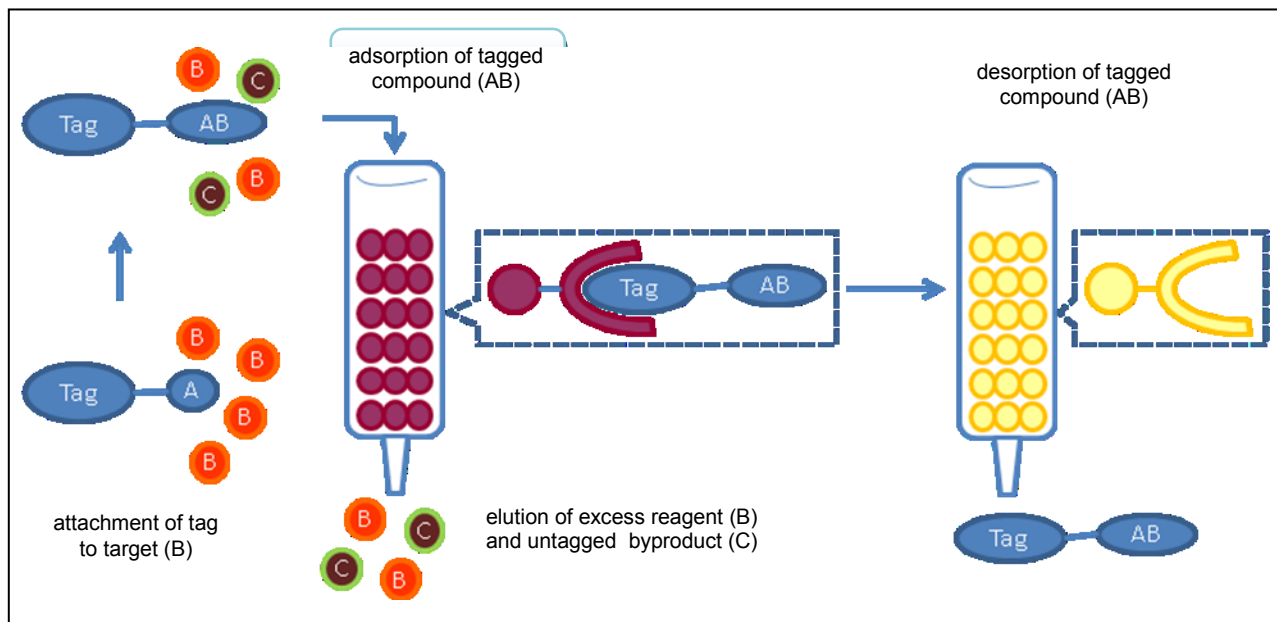 adsorption of tagged
compound (AB)
desorption of tagged
compound (AB)
B
C
Tag
AB
C
B
Tag
AB
B
B
Tag
A
B
B
attachment of tag
to target (B)
B
C
C
B
elution of excess reagent (B)
and untagged byproduct (C)
Tag
AB